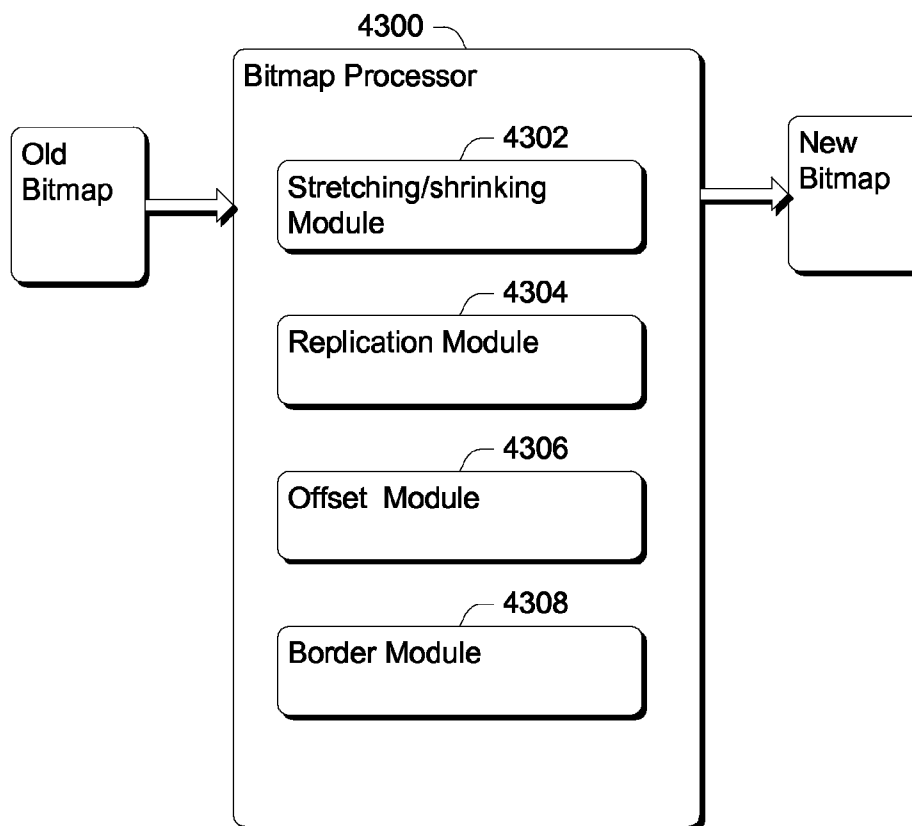 4300
Bitmap Processor
Old
Bitmap
New
Bitmap
4302
Stretching/shrinking
Module
4304
Replication Module
4306
Offset Module
4308
Border Module